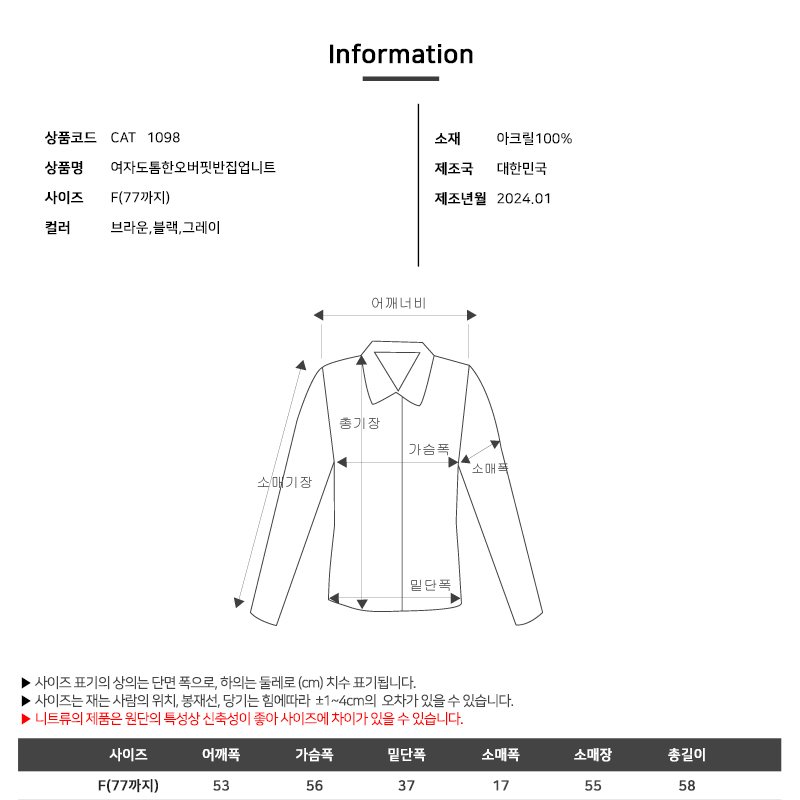 Information
상품코드 CAT 1098
상품명 여자도톰한오버핏반집업니트
사이즈 F(77까지)
컬러 브라운,블랙,그레이
소재 아크릴100%
제조국 대한민국
제조년월 2024.01
어깨너비
총기장
가슴폭
소매폭
소매기장
밑단폭
▶ 사이즈 표기의 상의는 단면 폭으로, 하의는 둘레로 (cm) 치수 표기됩니다.
▶ 사이즈는 재는 사람의 위치, 봉재선, 당기는 힘에따라 ±1~4cm의 오차가 있을 수 있습니다.
▶ 니트류의 제품은 원단의 특성상 신축성이 좋아 사이즈에 차이가 있을 수 있습니다.
사이즈 어깨폭 가슴폭 밑단폭 소매폭 소매장 총길이
F(77까지) 53 56 37 17 55 58